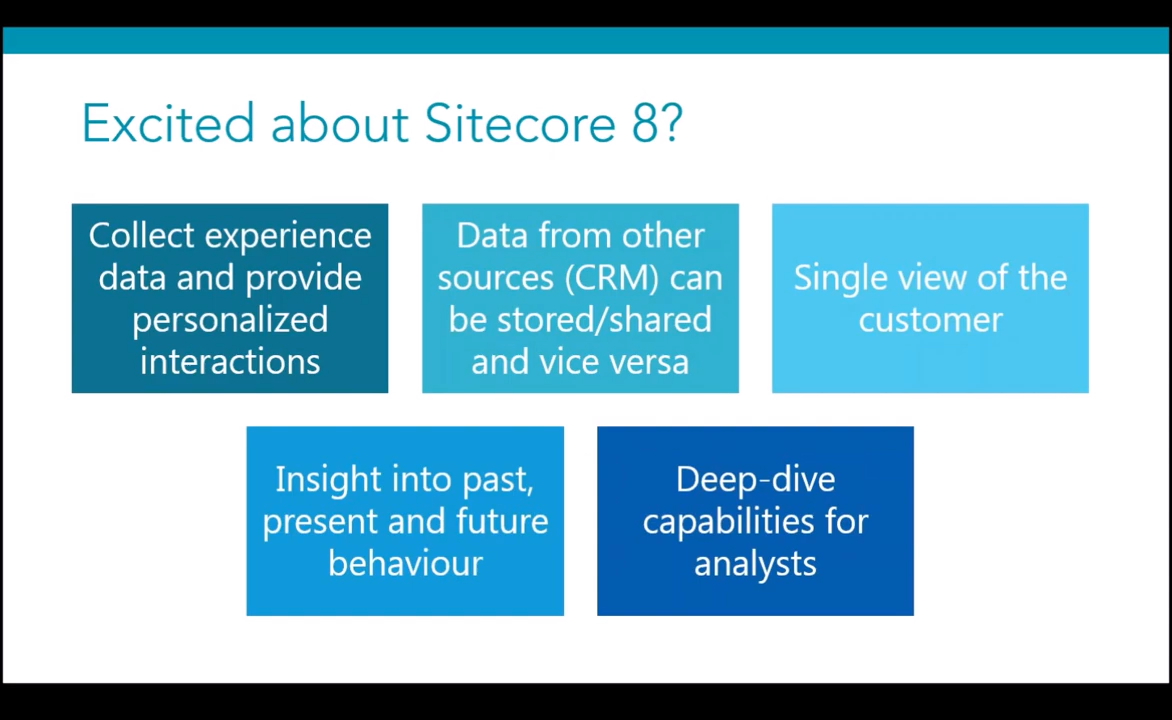 Excited about Sitecore 8?
Collect experience
data and provide
personalized
interactions
Data from other
sources (CRM) can
be stored/shared
and vice versa
Single view of the
customer
Insight into past,
present and future
behaviour
Deep-dive
capabilities for
analysts